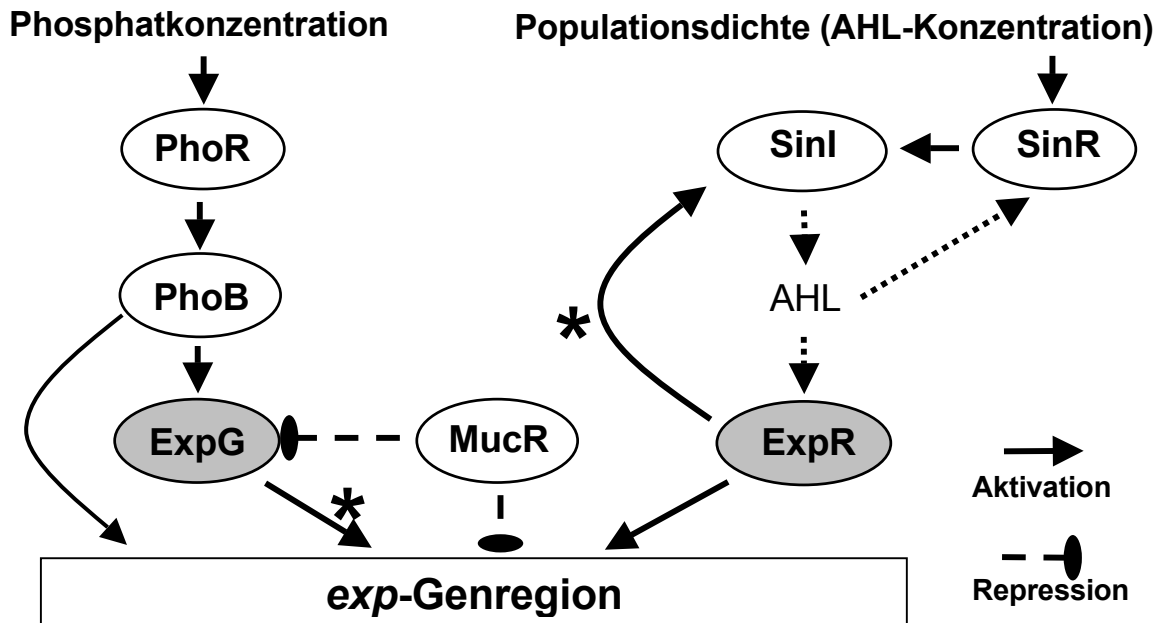 Phosphatkonzentration
Populationsdichte (AHL-Konzentration)
PhoR
SinI
SinR
PhoB
AHL
*
ExpG
MucR
ExpR
*
Aktivation
Repression
exp-Genregion